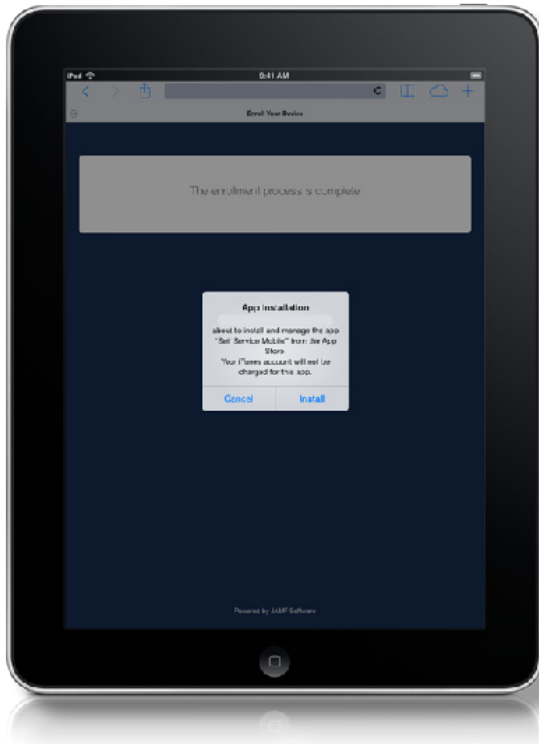 iPad
9:41 AM
Enroll Your Device
The enrollment process is complete
App Installation
about to install and manage the app
"Self Service Mobile" from the App
Store.
Your iTunes account will not be
charged for this app.
Cancel
Install
Powered by JAMF Software